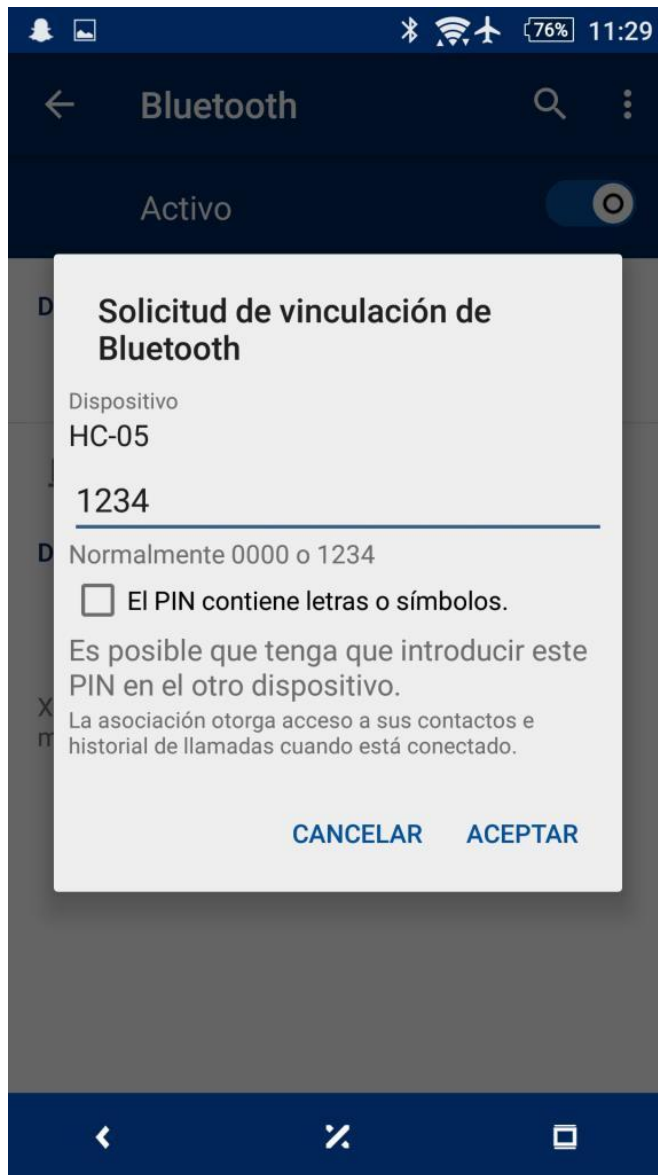 76% 11:29
Bluetooth
Activo
D
Solicitud de vinculación de
Bluetooth
Dispositivo
HC-05
1234
D
Normalmente 0000 o 1234
El PIN contiene letras o símbolos.
Es posible que tenga que introducir este
PIN en el otro dispositivo.
X
La asociación otorga acceso a sus contactos e
historial de llamadas cuando está conectado.
CANCELAR ACEPTAR